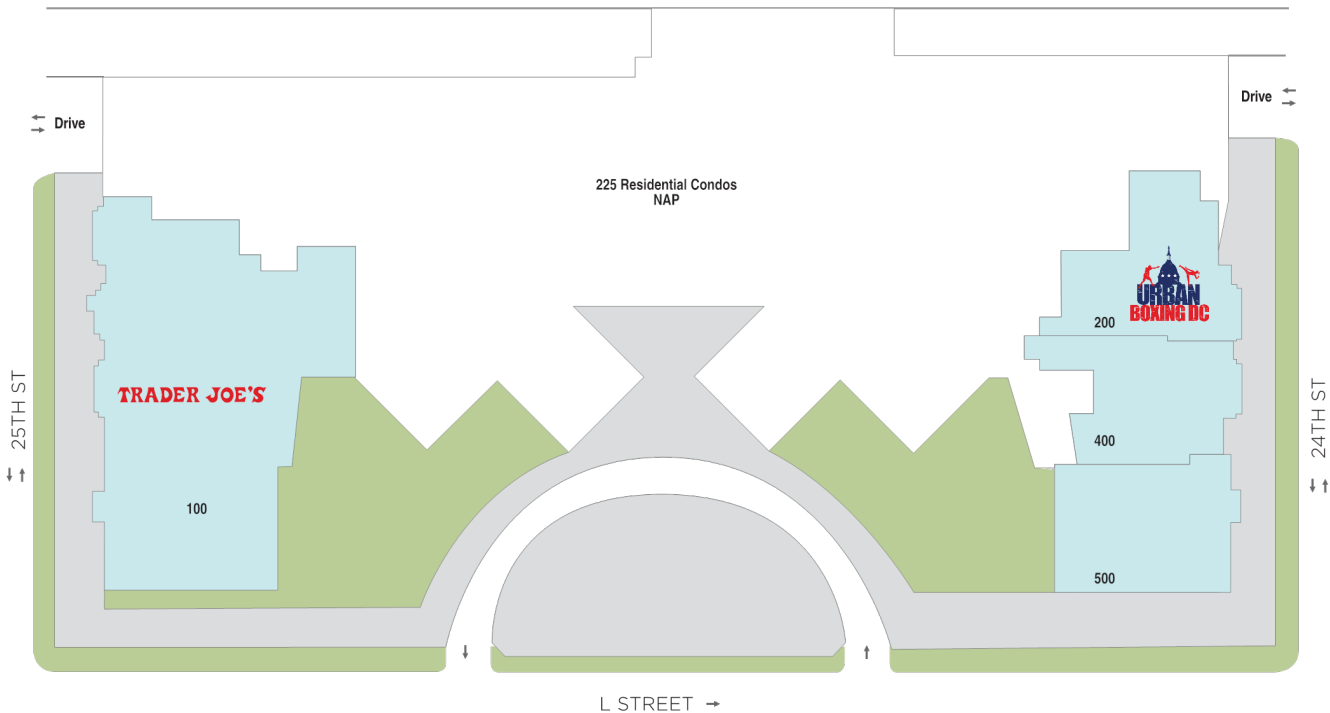 Drive
Drive
225 Residential Condos
NAP
URBAN
BOXING DC
200
25TH ST
TRADER JOE'S
24TH ST
400
100
500
L STREET